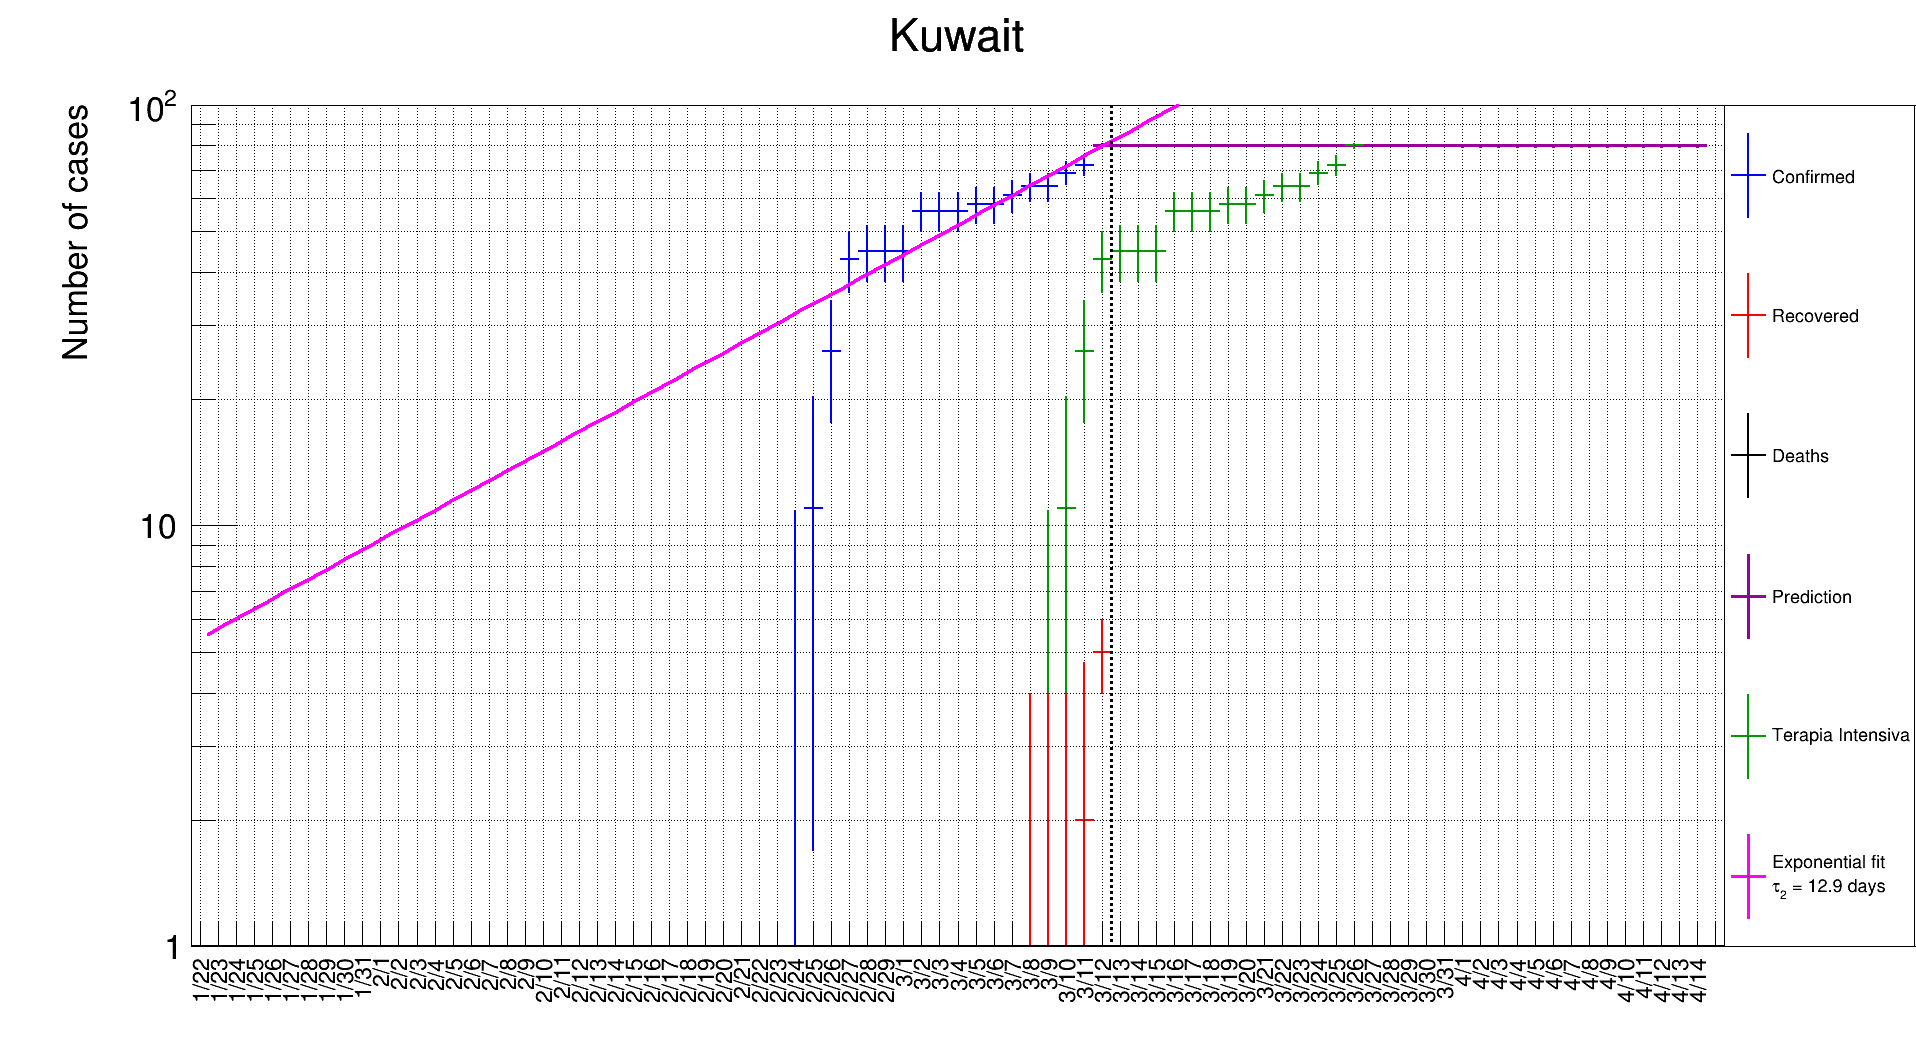 Kuwait
Number of cases
10²
10
1
1/22 1/23 1/24 1/25 1/26 1/27 1/28 1/29 1/30 1/31 2/1 2/2 2/3 2/4 2/5 2/6 2/7 2/8 2/9 2/10 2/11 2/12 2/13 2/14 2/15 2/16 2/17 2/18 2/19 2/20 2/21 2/22 2/23 2/24 2/25 2/26 2/27 2/28 2/29 3/1 3/2 3/3 3/4 3/5 3/6 3/7 3/8 3/9 3/10 3/11 3/12 3/13 3/14 3/15 3/16 3/17 3/18 3/19 3/20 3/21 3/22 3/23 3/24 3/25 3/26 3/27 3/28 3/29 3/30 3/31 4/1 4/2 4/3 4/4 4/5 4/6 4/7 4/8 4/9 4/10 4/11 4/12 4/13 4/14
Confirmed
Recovered
Deaths
Prediction
Terapia Intensiva
Exponential fit
τ₂ = 12.9 days